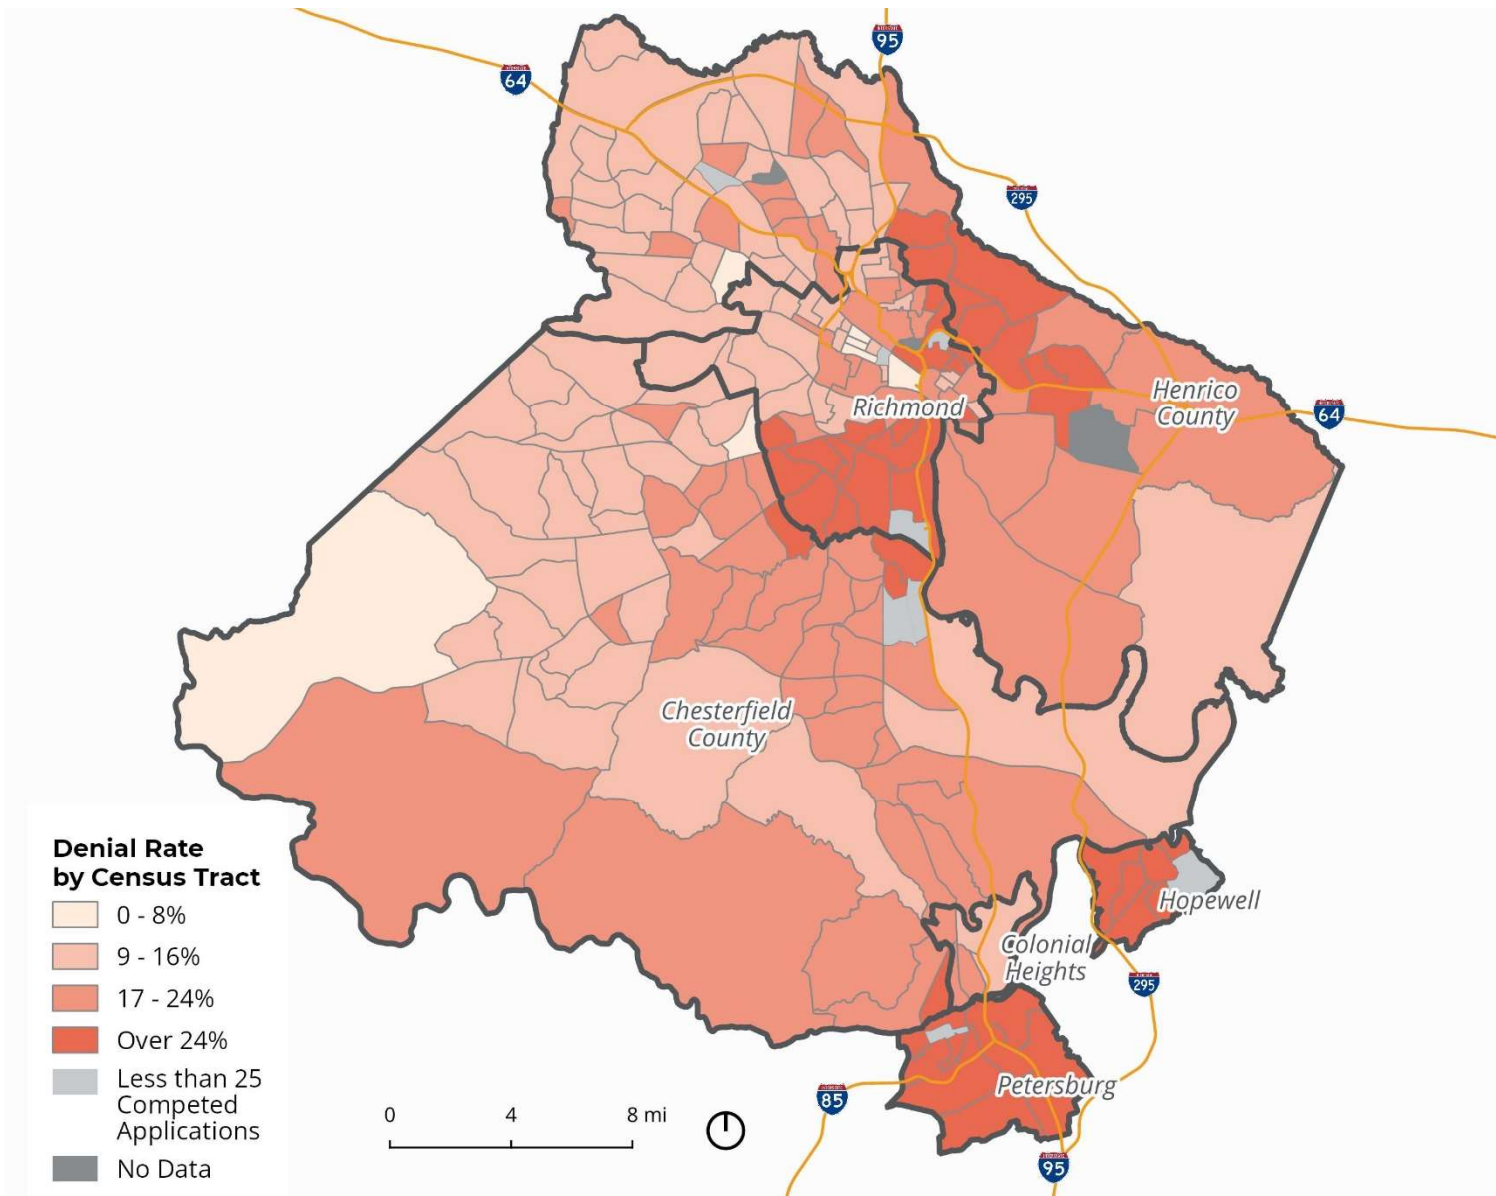 95
64
295
Henrico
County
64
Richmond
Chesterfield
County
Denial Rate
by Census Tract
0 - 8%
9 - 16%
17 - 24%
Over 24%
Less than 25
Competed
Applications
No Data
0 4 8 mi
Hopewell
Colonial
Heights
295
Petersburg
85
95